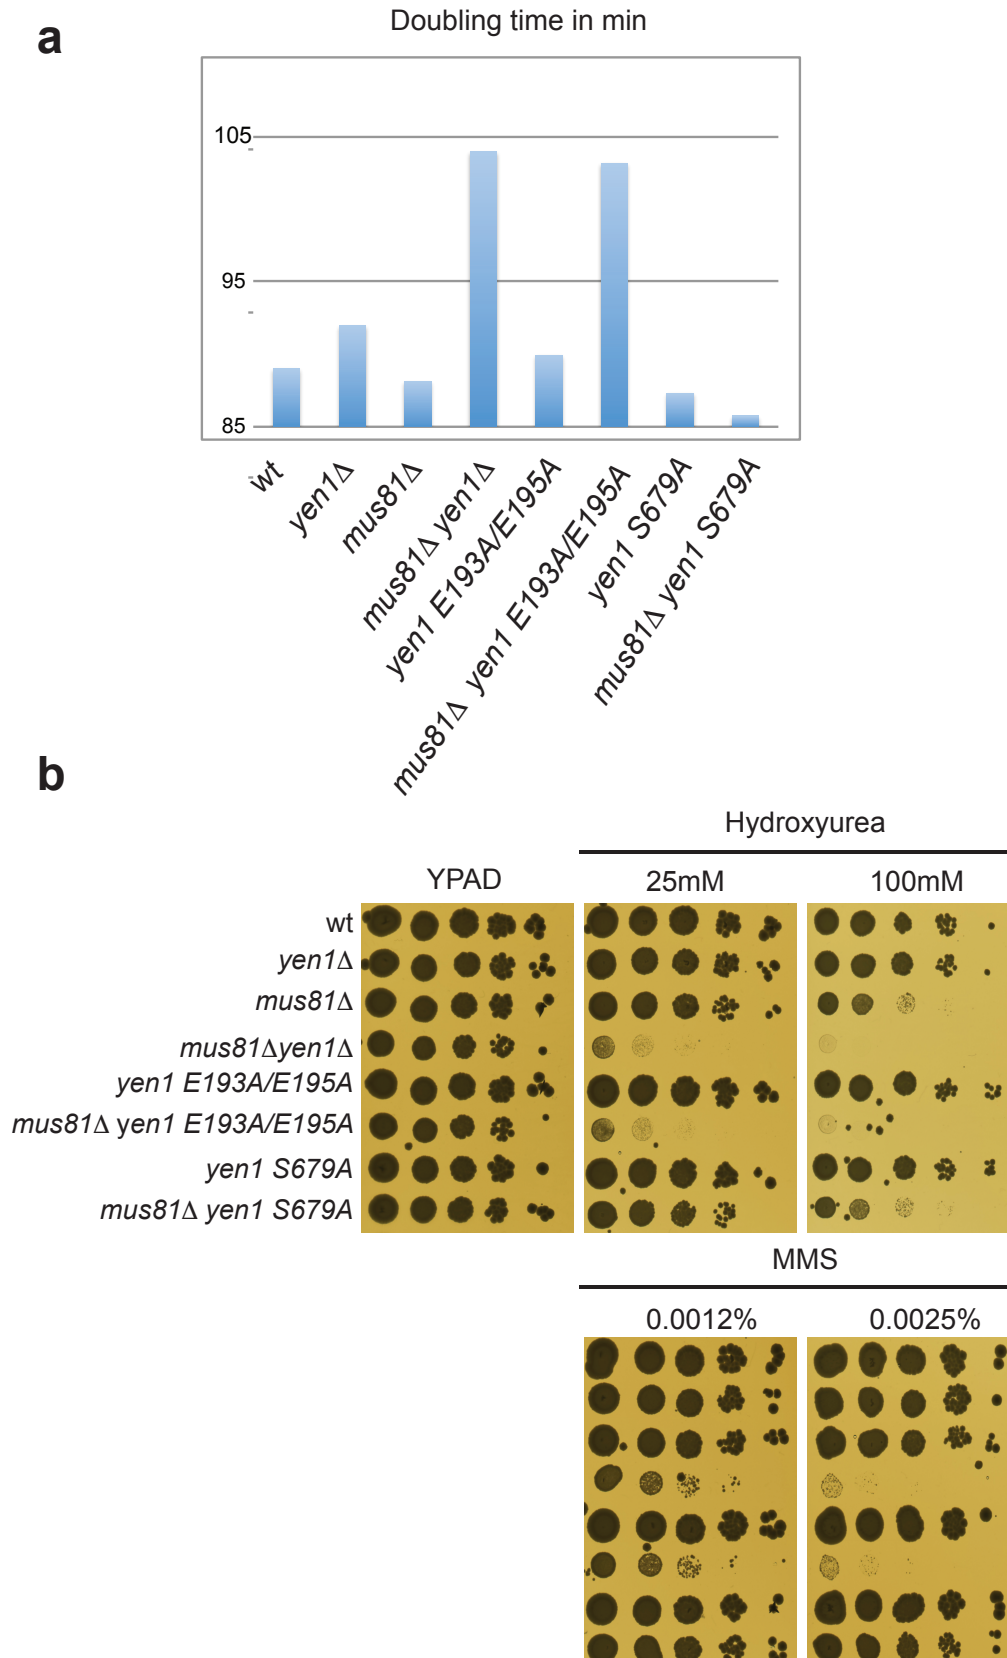 a
Doubling time in min
105
95
85
wt
yen1Δ
mus81Δ
mus81Δ yen1Δ
yen1 E193A/E195A
mus81Δ yen1 E193A/E195A
yen1 S679A
mus81Δ yen1 S679A
b
Hydroxyurea
YPAD
25mM
100mM
wt
yen1Δ
mus81Δ
mus81Δyen1Δ
yen1 E193A/E195A
mus81Δ yen1 E193A/E195A
yen1 S679A
mus81Δ yen1 S679A
MMS
0.0012%
0.0025%